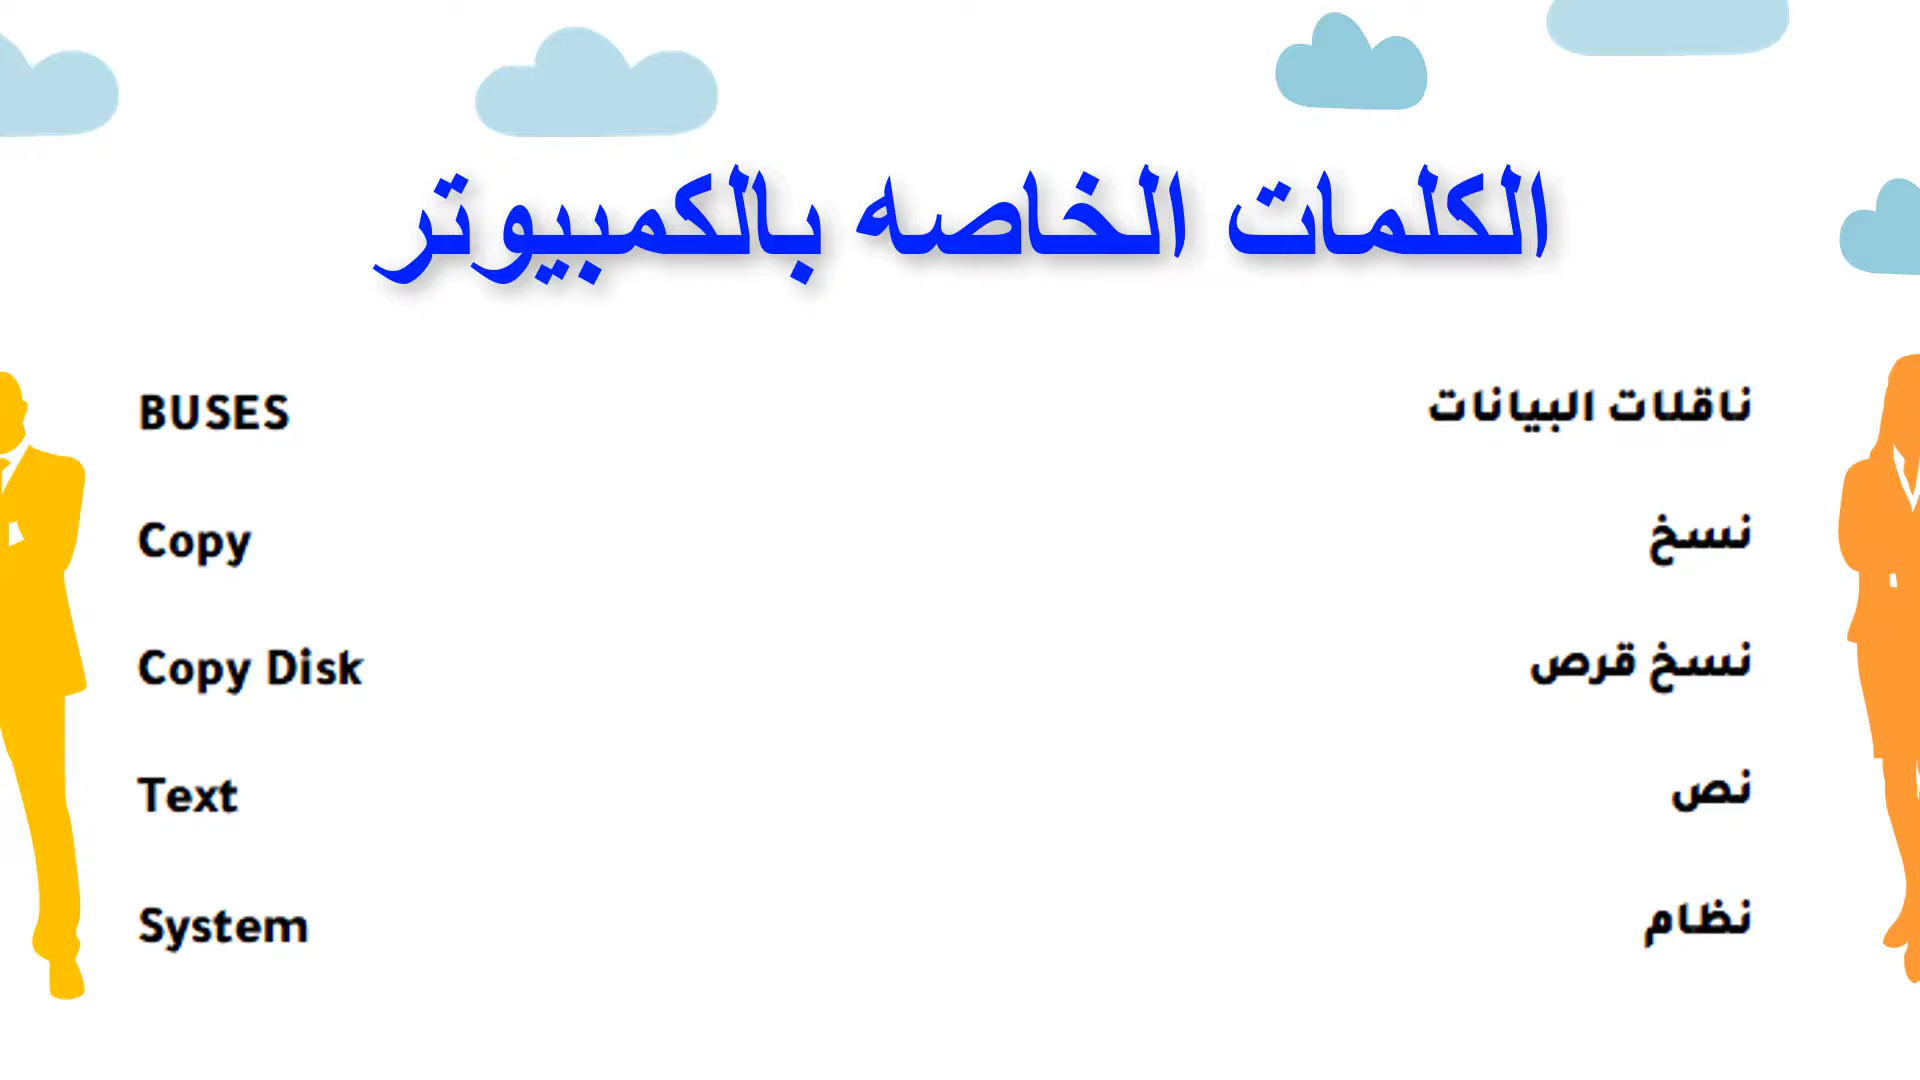 الكلمات الخاصه بالكمبيوتر
BUSES ناقلات البيانات
Copy نسخ
Copy Disk نسخ قرص
Text نص
System نظام